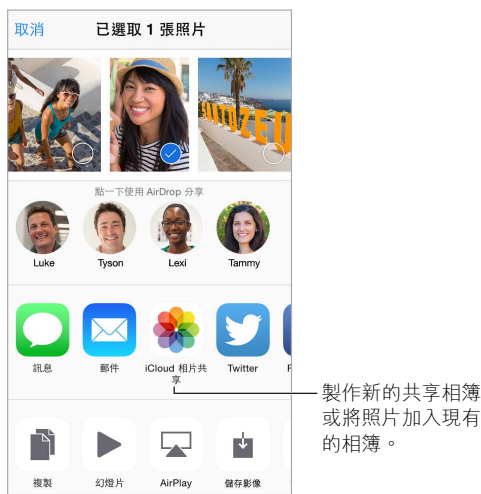 取消 已選取 1 張照片
點一下使用 AirDrop 分享
Luke Tyson Lexi Tammy
訊息 郵件 iCloud 相片共 Twitter F
享
製作新的共享相簿
或將照片加入現有
的相簿。
複製 幻燈片 AirPlay 儲存影像